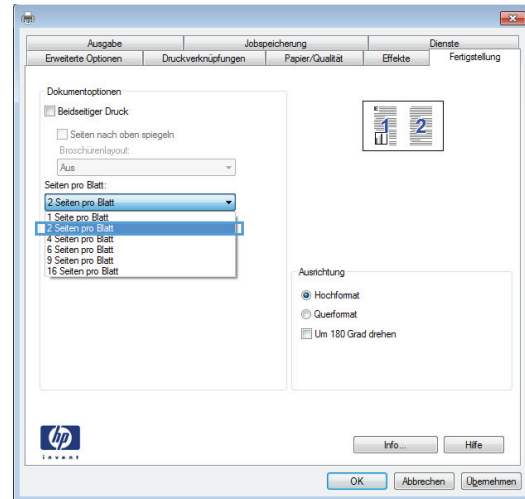 Ausgabe Jobspeicherung Dienste
Erweiterte Optionen Druckverknüpfungen Papier/Qualität Effekte Fertigstellung
Dokumentoptionen
Beidseitiger Druck
Seiten nach oben spiegeln
Broschürenlayout:
Aus
Seiten pro Blatt:
2 Seiten pro Blatt
1 Seite pro Blatt
2 Seiten pro Blatt
4 Seiten pro Blatt
6 Seiten pro Blatt
9 Seiten pro Blatt
16 Seiten pro Blatt
1 2
Ausrichtung
Hochformat
Querformat
Um 180 Grad drehen
hp
invent
Info... Hilfe
OK Abbrechen Übernehmen